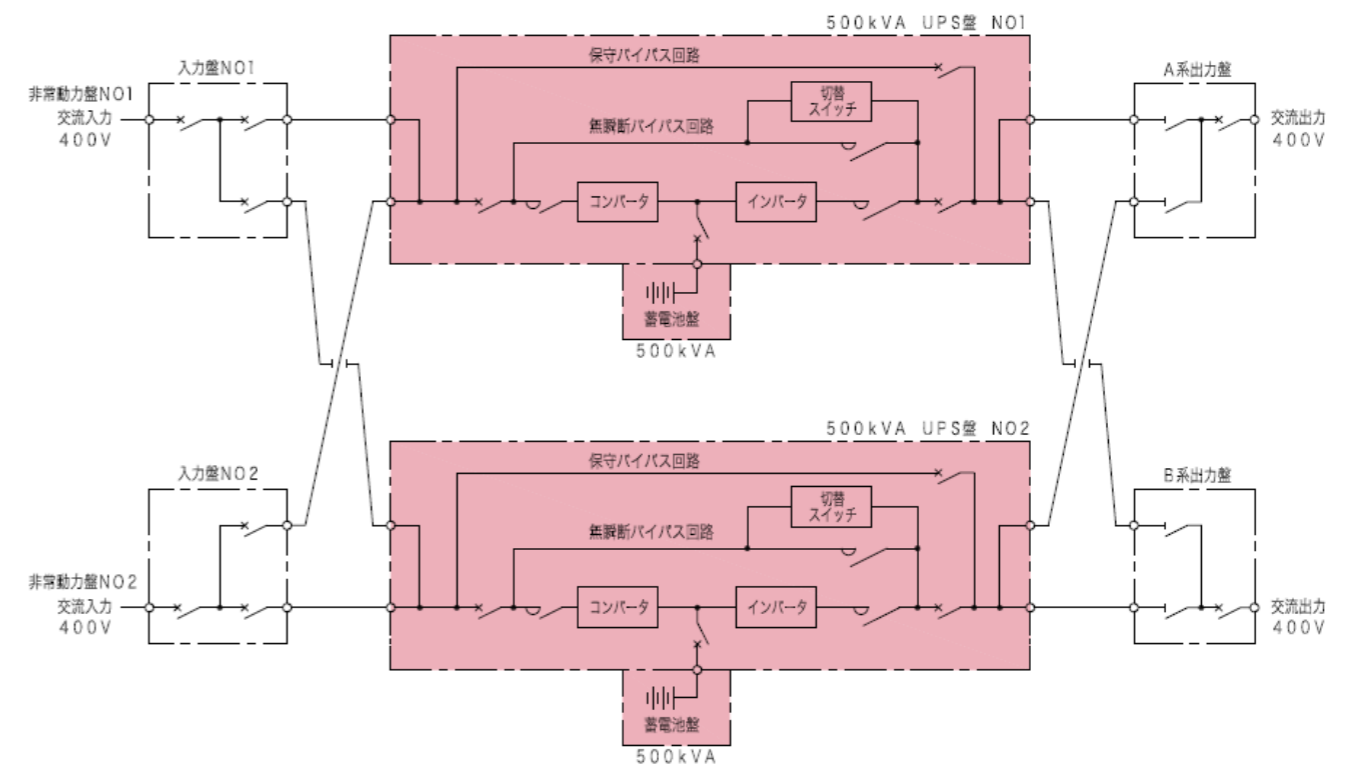 500kVA UPS盤 NO1
保守バイパス回路
入力盤NO1
A系出力盤
非常動力盤NO1
交流入力
400V
切替
スイッチ
無瞬断バイパス回路
交流出力
400V
コンバータ
インバータ
蓄電池盤
500kVA
500kVA UPS盤 NO2
保守バイパス回路
入力盤NO2
B系出力盤
切替
スイッチ
無瞬断バイパス回路
非常動力盤NO2
交流入力
400V
コンバータ
インバータ
交流出力
400V
蓄電池盤
500kVA